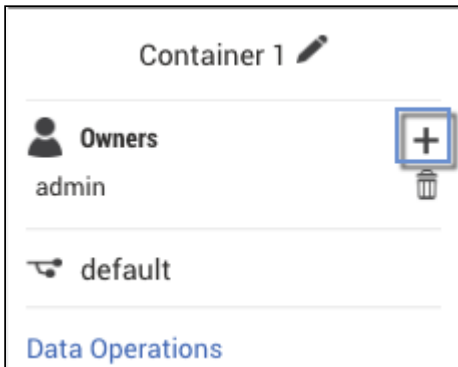 Container 1
Owners
admin
default
Data Operations